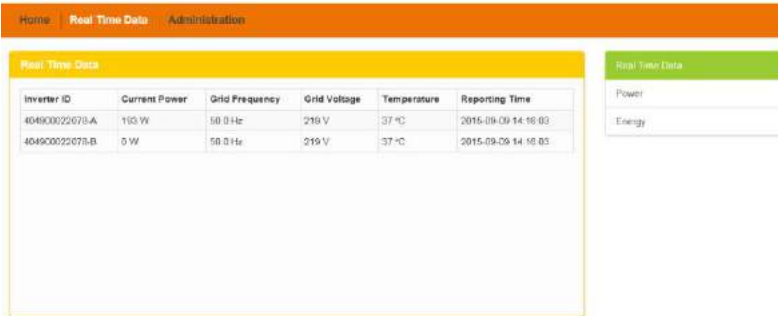 Home Real Time Data Administration
Real Time Data
Inverter ID Current Power Grid Frequency Grid Voltage Temperature Reporting Time
404900022078-A 193 W 50.0 Hz 219 V 37 °C 2015-09-09 14:16:03
404900022078-B 0 W 50.0 Hz 219 V 37 °C 2015-09-09 14:16:03
Real Time Data
Power
Energy